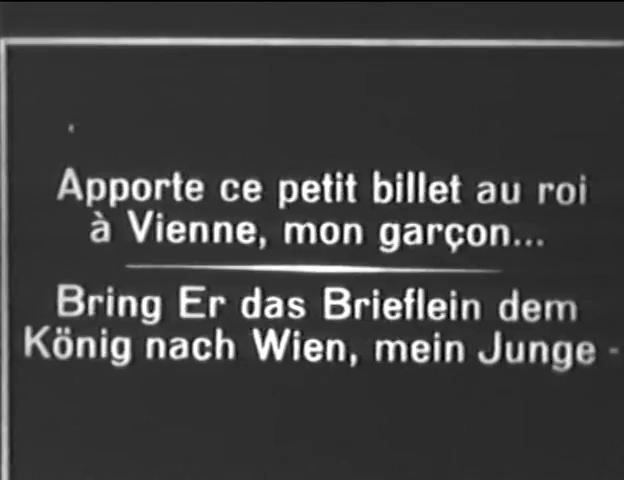 Apporte ce petit billet au roi
à Vienne, mon garçon...
Bring Er das Brieflein dem
König nach Wien, mein Junge -